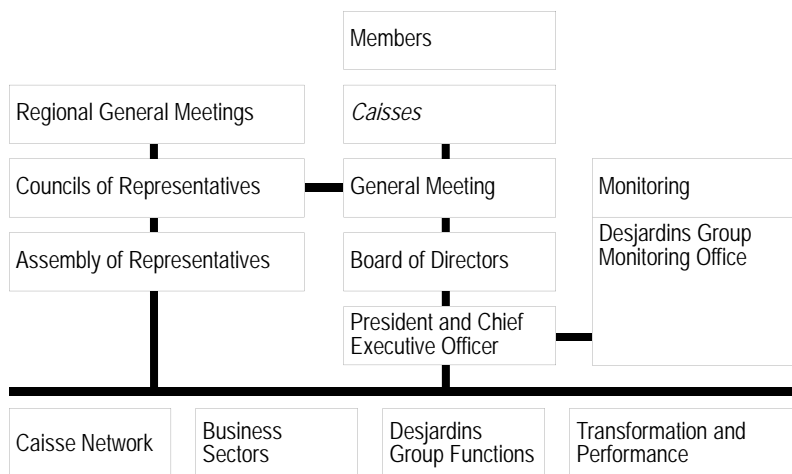 Members
Regional General Meetings
Caisses
Councils of Representatives
General Meeting
Monitoring
Assembly of Representatives
Board of Directors
Desjardins Group
Monitoring Office
President and Chief
Executive Officer
Caisse Network
Business
Sectors
Desjardins
Group Functions
Transformation and
Performance